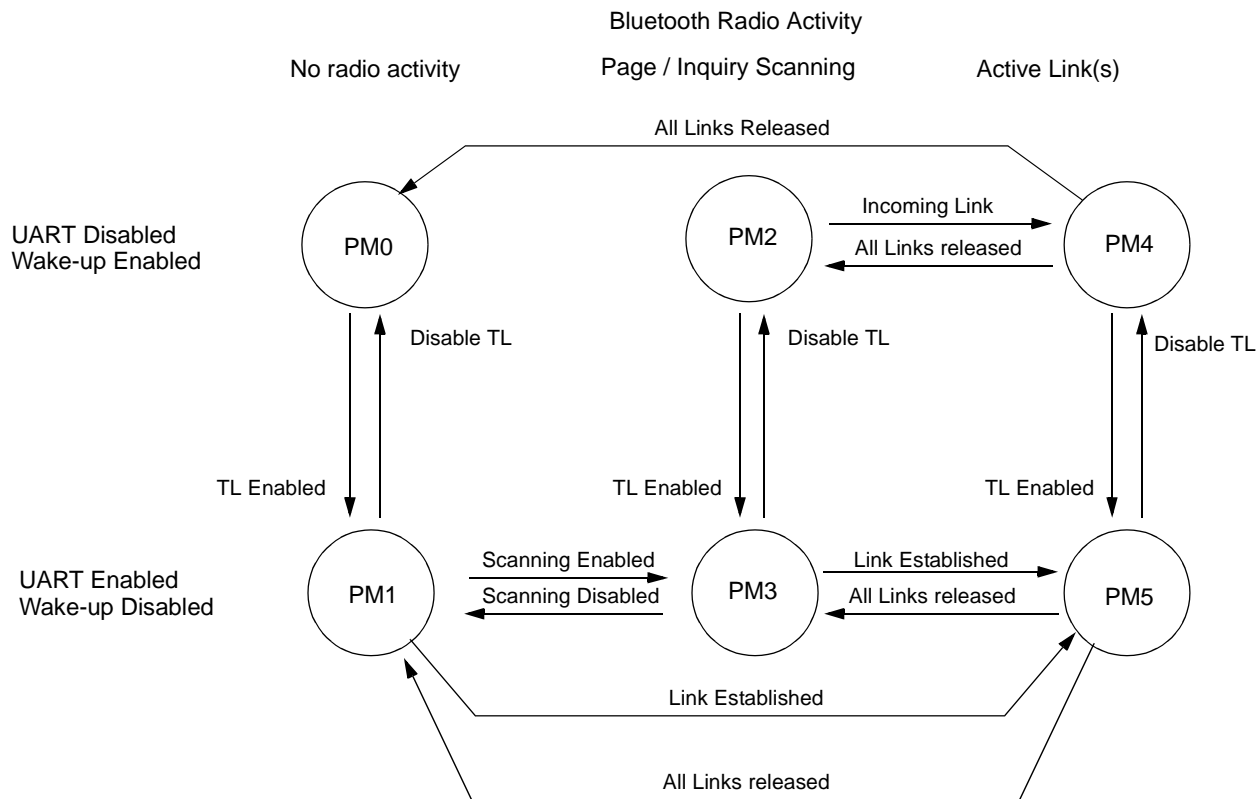 Bluetooth Radio Activity
No radio activity
Page / Inquiry Scanning
Active Link(s)
All Links Released
UART Disabled
Wake-up Enabled
PM0
PM2
Incoming Link
All Links released
PM4
Disable TL
Disable TL
Disable TL
TL Enabled
TL Enabled
TL Enabled
UART Enabled
Wake-up Disabled
PM1
Scanning Enabled
Scanning Disabled
PM3
Link Established
All Links released
PM5
Link Established
All Links released